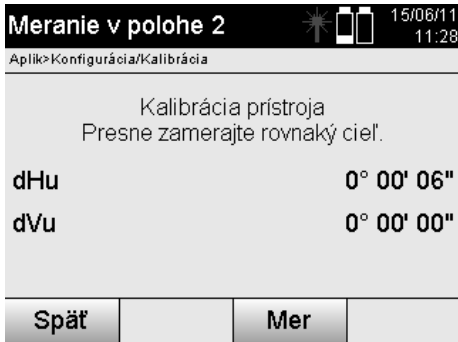 Meranie v polohe 2
15/06/11
11:28
Aplik>Konfigurácia/Kalibrácia
Kalibrácia prístroja
Presne zamerajte rovnaký cieľ.
dHu 0° 00' 06"
dVu 0° 00' 00"
Späť Mer